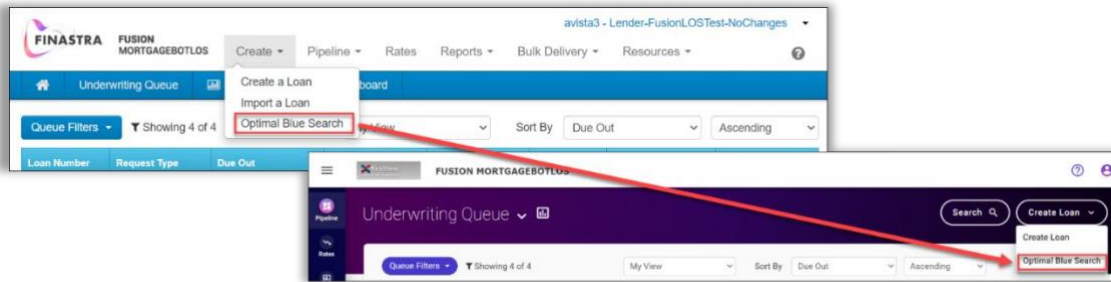 avista3 - Lender-FusionLOSTest-NoChanges
FINASTRA FUSION MORTGAGEBOTLOS Create Pipeline Rates Reports Bulk Delivery Resources
Underwriting Queue board
Create a Loan
Import a Loan
Optimal Blue Search
Queue Filters Showing 4 of 4 My View Sort By Due Out Ascending
Loan Number Request Type Due Out
FUSION MORTGAGEBOTLOS
Pipeline Underwriting Queue Search Create Loan
Rates
Create Loan
Optimal Blue Search
Queue Filters Showing 4 of 4 My View Sort By Due Out Ascending